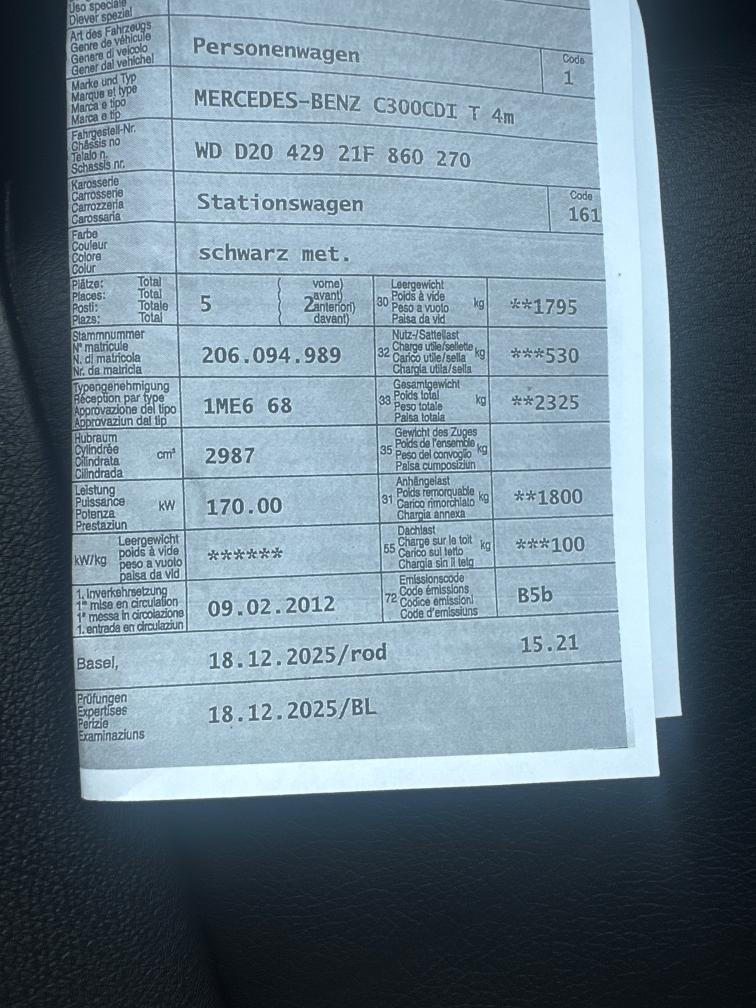 Uso speciale
Diever spezial
Art des Fahrzeugs
Genre de véhicule
Genere di veicolo
Gener dal vehichel
Personenwagen
Code
1
Marke und Typ
Marque et type
Marca e tipo
Marca e tip
MERCEDES-BENZ C300CDI T 4m
Fahrgestell-Nr.
Châssis no
Telaio n.
Schassis nr.
WD D20 429 21F 860 270
Karosserie
Carrosserie
Carrozzeria
Carossaria
Stationswagen
Code
161
Farbe
Couleur
Colore
Colur
schwarz met.
Plätze: Total
Places: Total
Posti: Totale
Plazs: Total
5
2
vorne)
avant)
anteriori)
davant)
30
Leergewicht
Poids à vide
Peso a vuoto
Paisa da vid
kg
**1795
Stammnummer
N° matricule
N. di matricola
Nr. da matricla
206.094.989
32
Nutz-/Sattellast
Charge utile/sellette
Carico utile/sella
Chargia utila/sella
kg
***530
Typengenehmigung
Réception par type
Approvazione del tipo
Approvaziun dal tip
1ME6 68
33
Gesamtgewicht
Poids total
Peso totale
Paisa totala
kg
**2325
Hubraum
Cylindrée
Cilindrata
Cilindrada
cm³
2987
35
Gewicht des Zuges
Poids de l'ensemble
Peso del convoglio
Paisa cumposiziun
kg
Leistung
Puissance
Potenza
Prestaziun
kW
170.00
31
Anhängelast
Poids remorquable
Carico rimorchiato
Chargia annexa
kg
**1800
kW/kg
Leergewicht
poids à vide
peso a vuoto
paisa da vid
******
55
Dachlast
Charge sur le toit
Carico sul tetto
Chargia sin il tetg
kg
***100
1. Inverkehrsetzung
1re mise en circulation
1a messa in circolazione
1. entrada en circulaziun
09.02.2012
72
Emissionscode
Code émissions
Codice emissioni
Code d'emissiuns
B5b
Basel,
18.12.2025/rod
15.21
Prüfungen
Expertises
Perizie
Examinaziuns
18.12.2025/BL